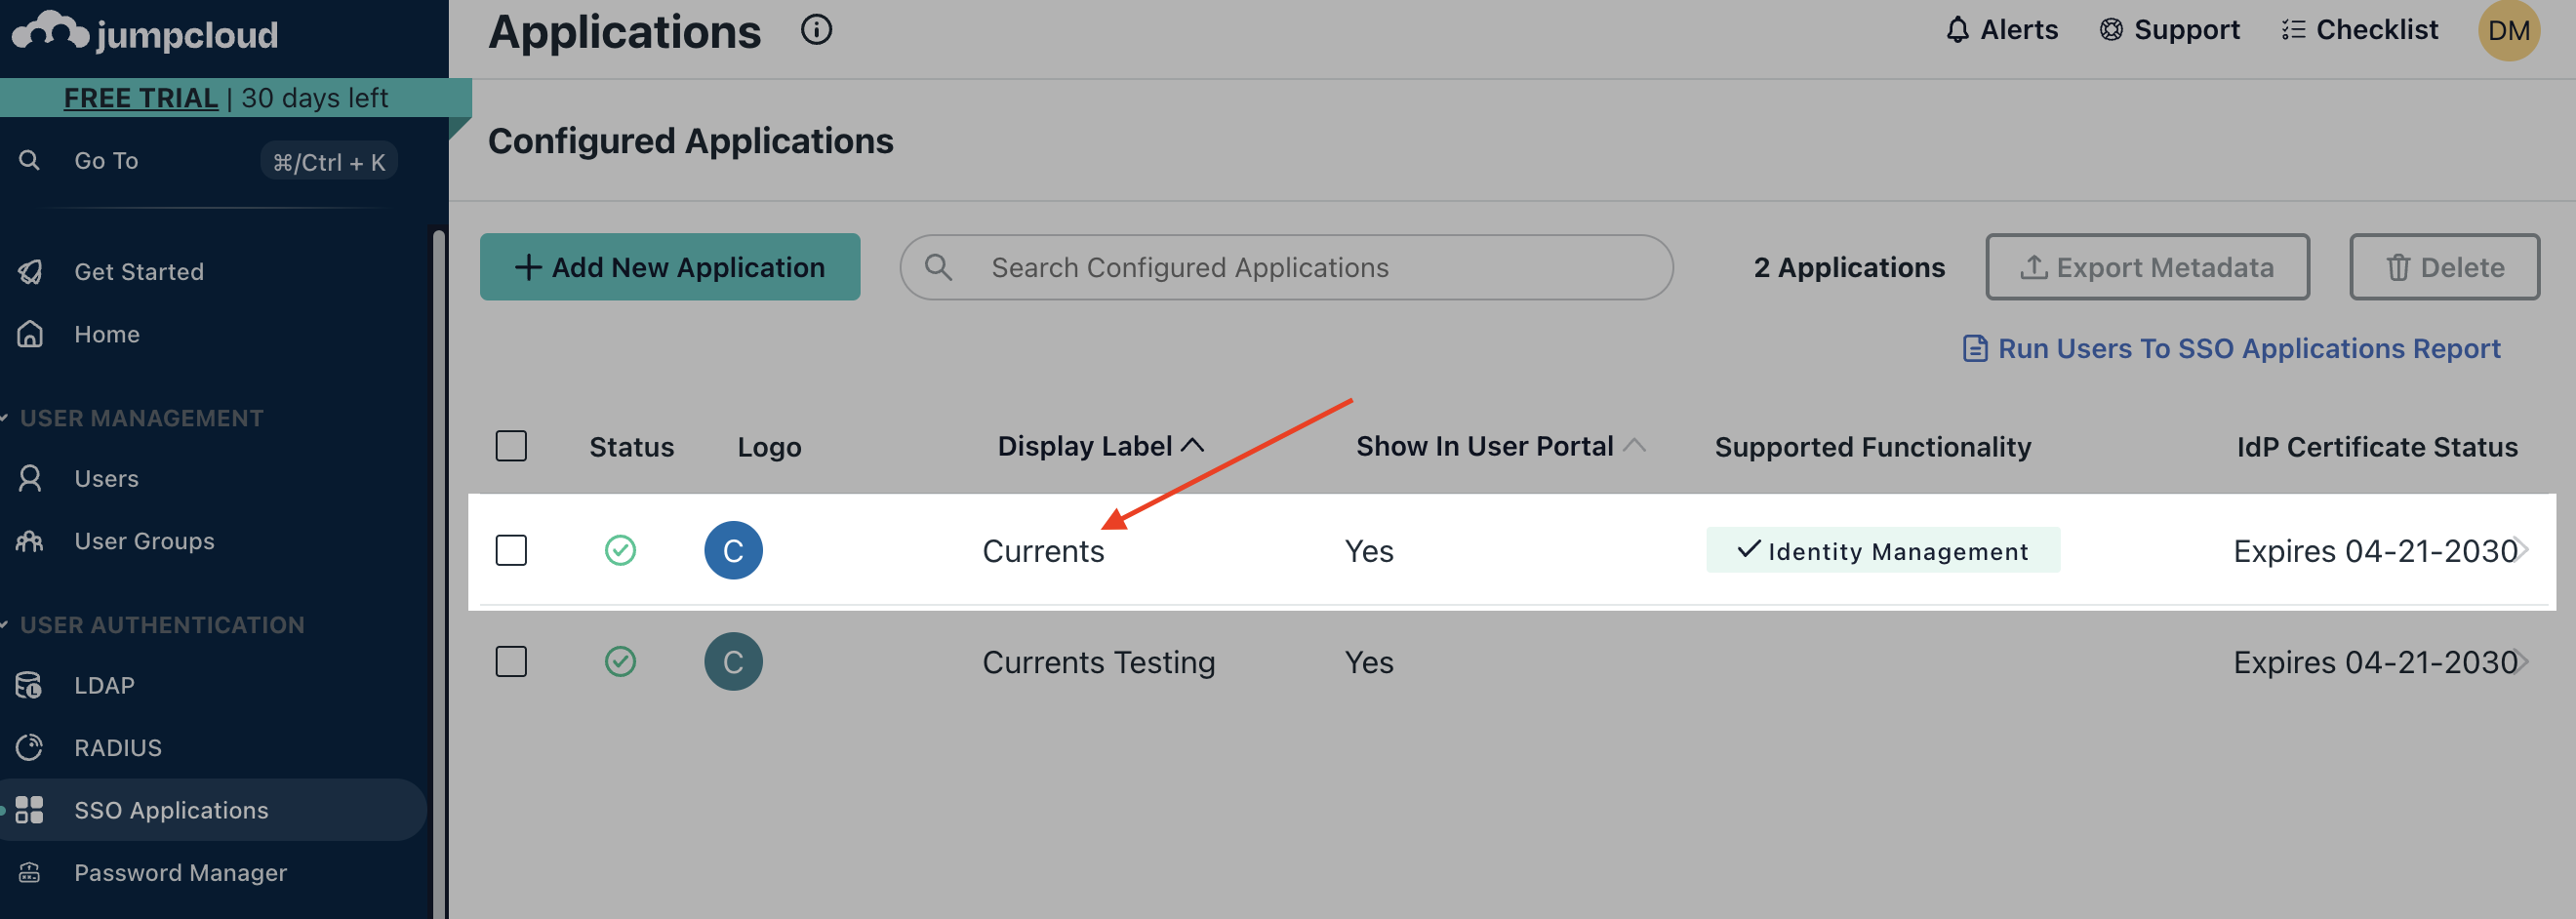 jumpcloud
FREE TRIAL | 30 days left
Go To ⌘/Ctrl + K
Get Started
Home
USER MANAGEMENT
Users
User Groups
USER AUTHENTICATION
LDAP
RADIUS
SSO Applications
Password Manager
Applications
Alerts Support Checklist DM
Configured Applications
+ Add New Application Search Configured Applications 2 Applications Export Metadata Delete
Run Users To SSO Applications Report
Status Logo Display Label Show In User Portal Supported Functionality IdP Certificate Status
C Currents Yes Identity Management Expires 04-21-2030
C Currents Testing Yes Expires 04-21-2030